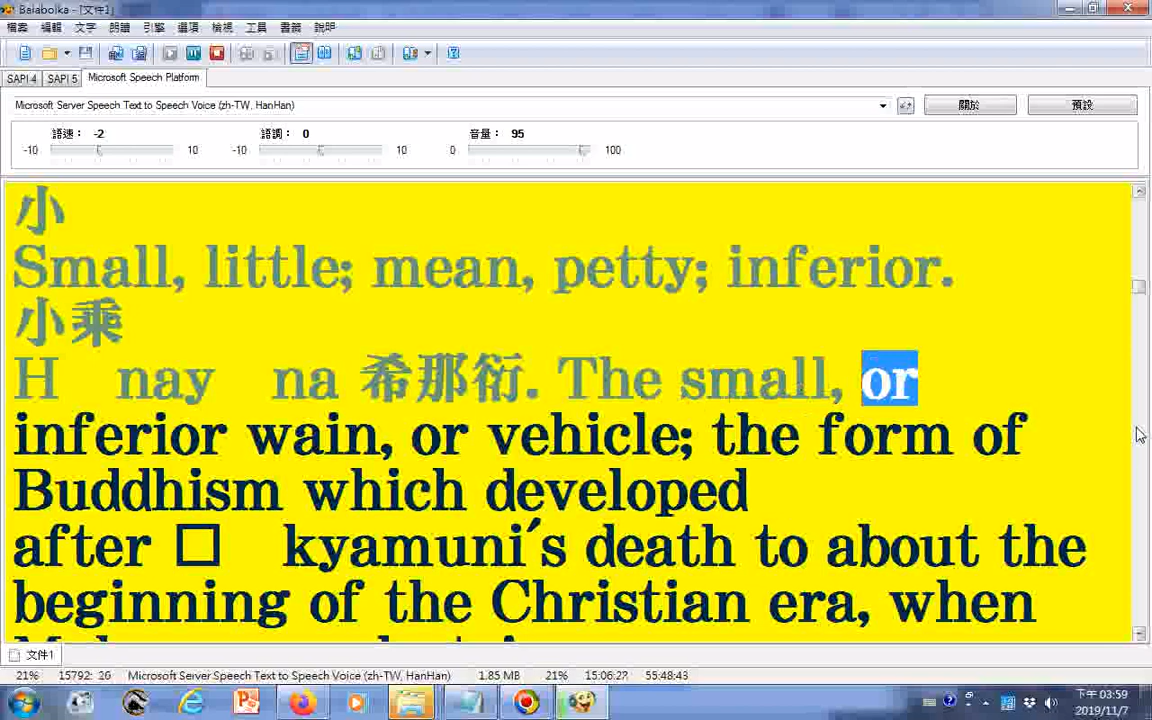 Balabolka - [文件1]
檔案 編輯 文字 朗讀 引擎 選項 檢視 工具 書籤 說明
SAPI 4 SAPI 5 Microsoft Speech Platform
Microsoft Server Speech Text to Speech Voice (zh-TW, HanHan) 關於 預設
語速： -2 語調： 0 音量： 95
-10 10 -10 10 0 100
小
Small, little; mean, petty; inferior.
小乘
H nay na 希那衍. The small, or
inferior wain, or vehicle; the form of
Buddhism which developed
after □ kyamuni's death to about the
beginning of the Christian era, when
文件1
21% 15792: 26 Microsoft Server Speech Text to Speech Voice (zh-TW, HanHan) 1.85 MB 21% 15:06:27 55:48:43
下午 03:59
2019/11/7